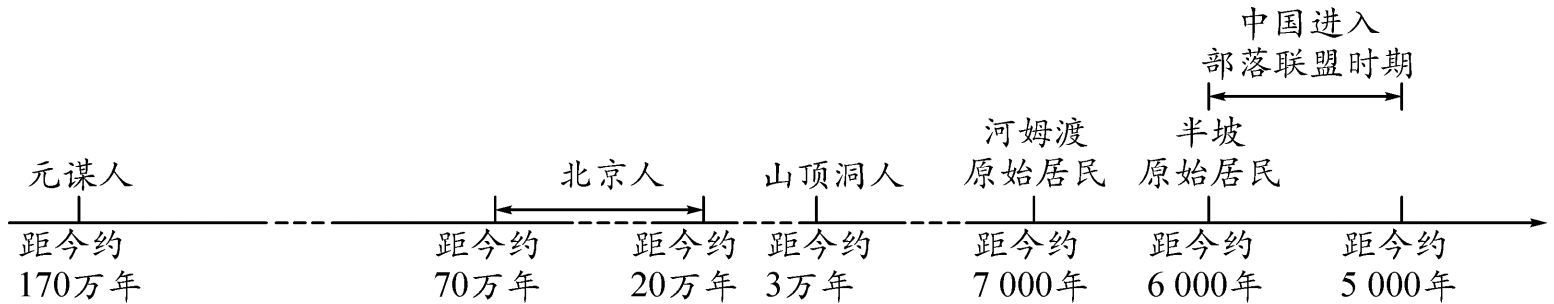 中国进入
部落联盟时期
元谋人
北京人
山顶洞人
河姆渡
原始居民
半坡
原始居民
距今约
170万年
距今约
70万年
距今约
20万年
距今约
3万年
距今约
7 000年
距今约
6 000年
距今约
5 000年